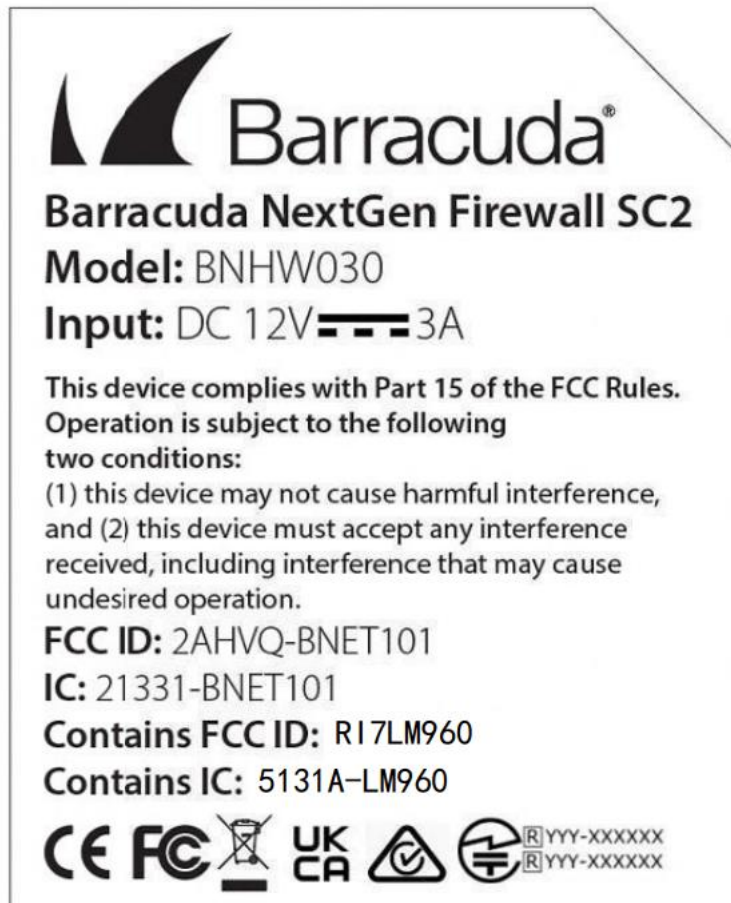 Barracuda®
Barracuda NextGen Firewall SC2
Model: BNHW030
Input: DC 12V 3A
This device complies with Part 15 of the FCC Rules.
Operation is subject to the following
two conditions:
(1) this device may not cause harmful interference,
and (2) this device must accept any interference
received, including interference that may cause
undesired operation.
FCC ID: 2AHVQ-BNET101
IC: 21331-BNET101
Contains FCC ID: RI7LM960
Contains IC: 5131A-LM960
CE FC UK CA R YYY-XXXXXX
R YYY-XXXXXX